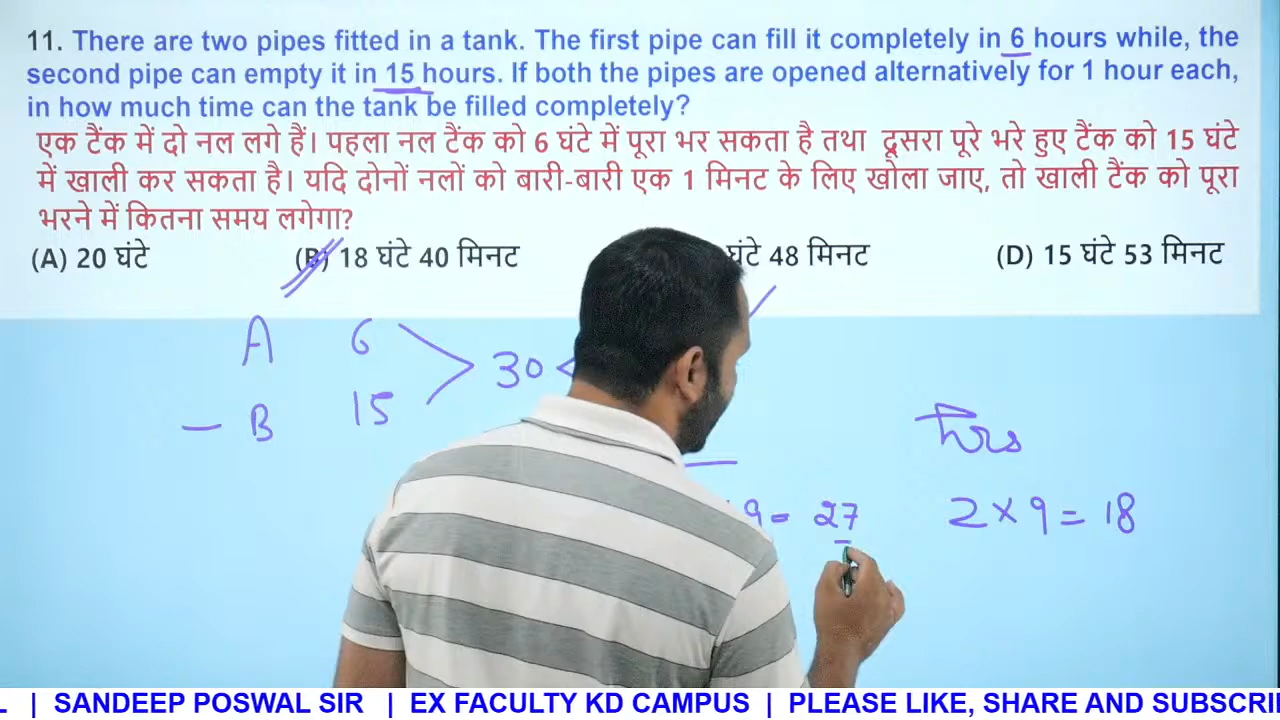 11. There are two pipes fitted in a tank. The first pipe can fill it completely in 6 hours while, the
second pipe can empty it in 15 hours. If both the pipes are opened alternatively for 1 hour each,
in how much time can the tank be filled completely?
एक टैंक में दो नल लगे हैं। पहला नल टैंक को 6 घंटे में पूरा भर सकता है तथा दूसरा पूरे भरे हुए टैंक को 15 घंटे
में खाली कर सकता है। यदि दोनों नलों को बारी-बारी एक 1 मिनट के लिए खोला जाए, तो खाली टैंक को पूरा
भरने में कितना समय लगेगा?
(A) 20 घंटे (B) 18 घंटे 40 मिनट घंटे 48 मिनट (D) 15 घंटे 53 मिनट
A 6
30
- B 15
hrs
9 = 27 2 × 9 = 18
| SANDEEP POSWAL SIR | EX FACULTY KD CAMPUS | PLEASE LIKE, SHARE AND SUBSCRI